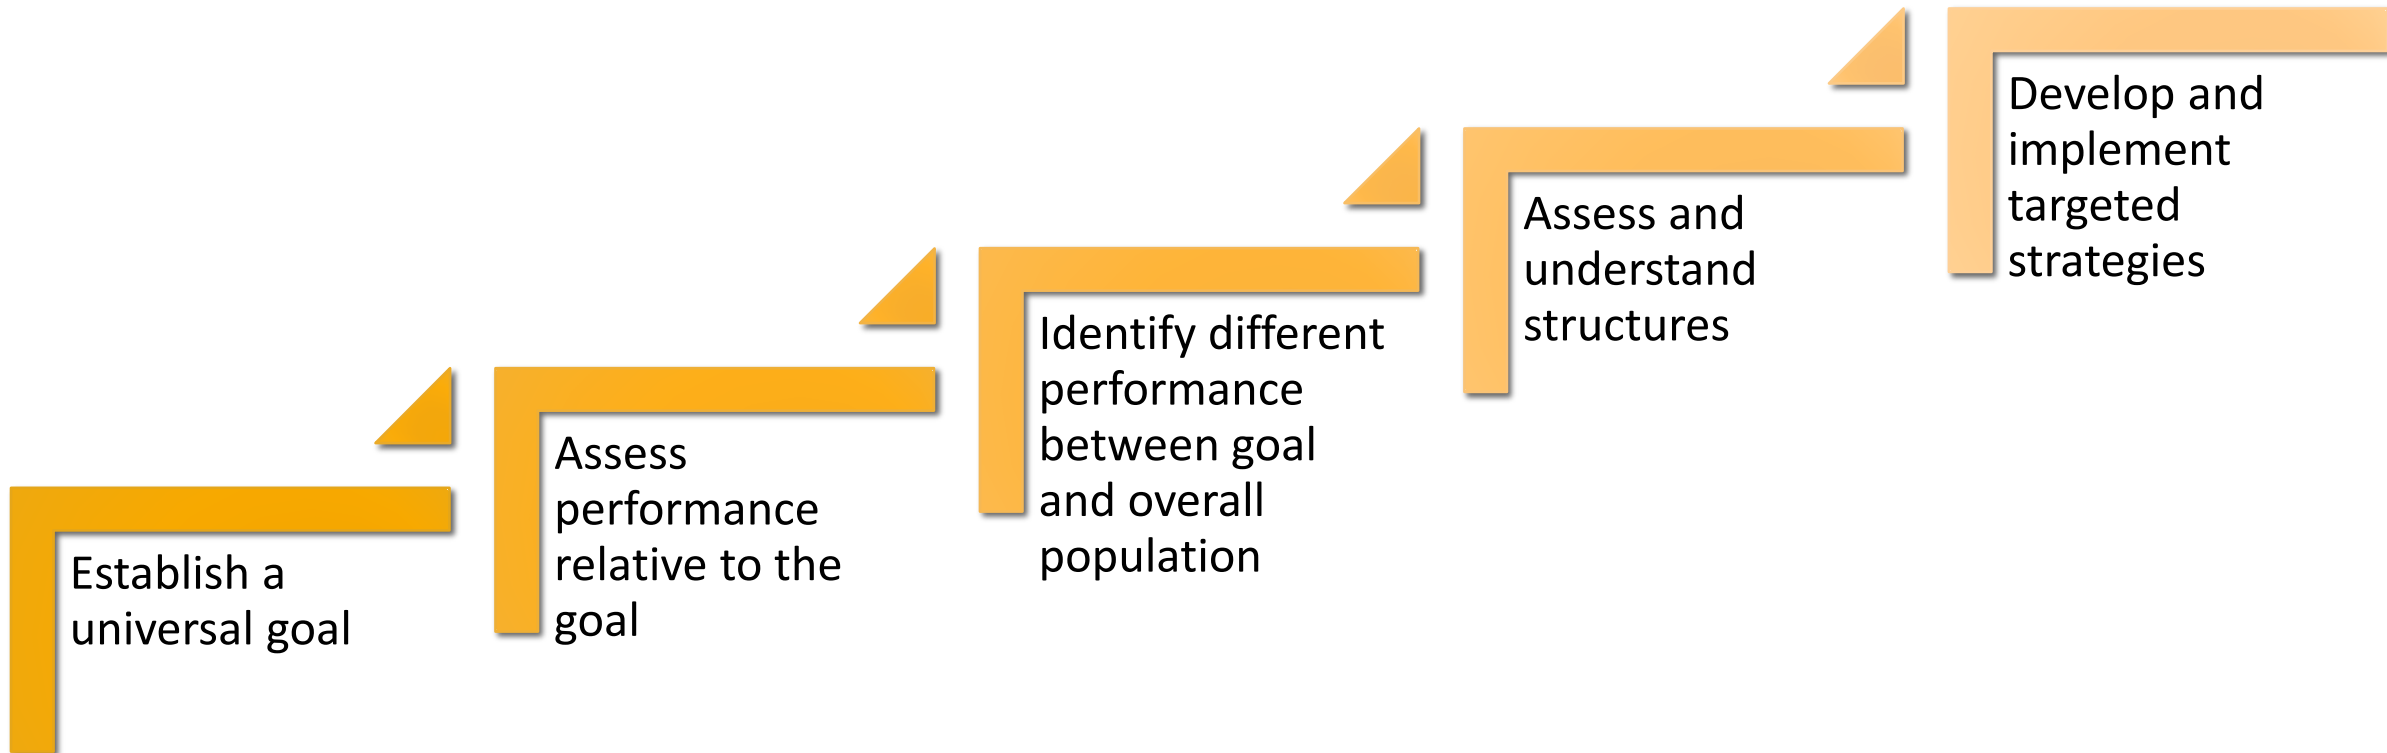 Establish a
universal goal
Assess
performance
relative to the
goal
Identify different
performance
between goal
and overall
population
Assess and
understand
structures
Develop and
implement
targeted
strategies